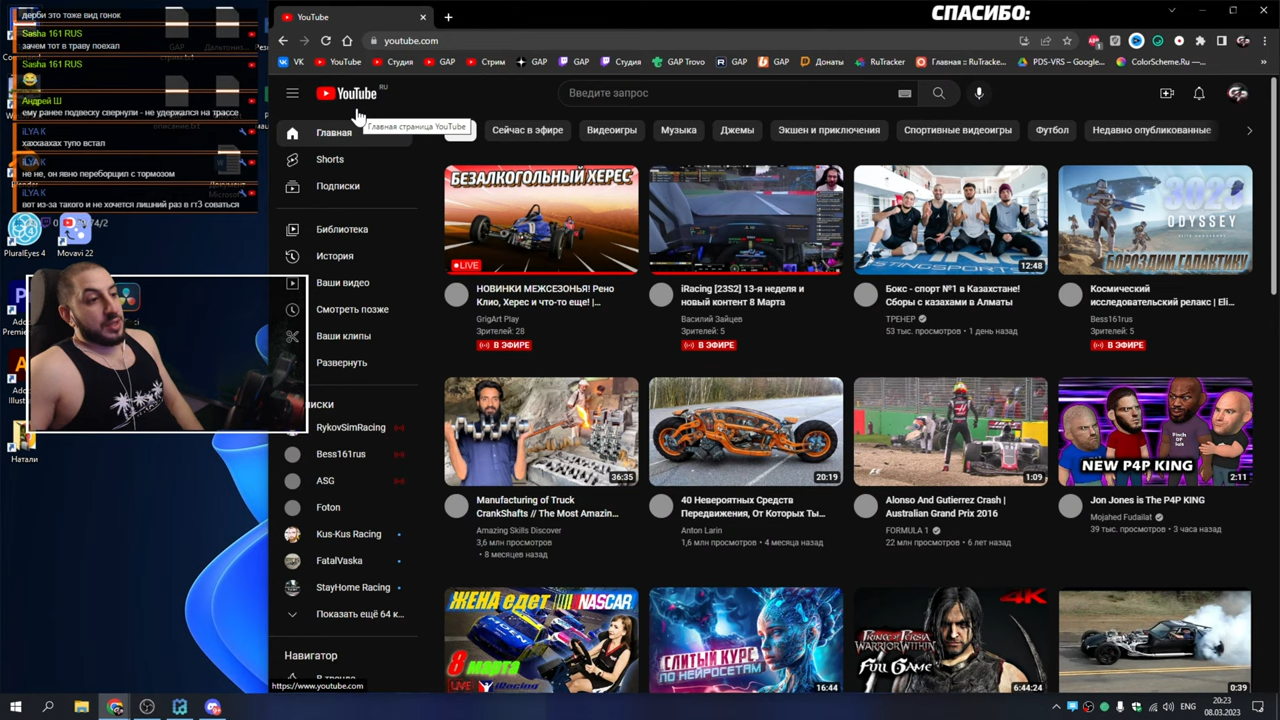 дерби это тоже вид гонок
Sasha 161 RUS
зачем тот в траву поехал
Sasha 161 RUS
Андрей Ш
ему ранее подвеску свернули - не удержался на трассе
iLYA K
хаххаахах тупо встал
iLYA K
не не, он явно переборщил с тормозом
iLYA K
вот из-за такого и не хочется лишний раз в гт3 соваться
PluralEyes 4
Movavi 22
Натали
СПАСИБО:
YouTube
youtube.com
VK
YouTube
Студия
GAP
Стрим
GAP
GAP
Студия
GAP Trovo
GAP
GAP
Донаты
RuTracker
Главная :: RuTracke...
PDS-VRS – Google...
ColorScheme.Ru —...
YouTube
RU
Введите запрос
Главная страница YouTube
Главная
Shorts
Подписки
Библиотека
История
Ваши видео
Смотреть позже
Ваши клипы
Развернуть
RykovSimRacing
Bess161rus
ASG
Foton
Kus-Kus Racing
FatalVaska
StayHome Racing
Показать ещё 64 к...
Навигатор
https://www.youtube.com
Сейчас в эфире
Видеоигры
Музыка
Джемы
Экшен и приключения
Спортивные видеоигры
Футбол
Недавно опубликованные
БЕЗАЛКОГОЛЬНЫЙ ХЕРЕС
LIVE
НОВИНКИ МЕЖСЕЗОНЬЯ! Рено
Клио, Херес и что-то еще! |...
GrigArt Play
Зрителей: 28
В ЭФИРЕ
iRacing [23S2] 13-я неделя и
новый контент 8 Марта
Василий Зайцев
Зрителей: 5
В ЭФИРЕ
12:48
Бокс - спорт №1 в Казахстане!
Сборы с казахами в Алматы
ТРЕНЕР
53 тыс. просмотров • 1 день назад
ODYSSEY
БОРОЗДИМ ГАЛАКТИКУ
Космический
исследовательский релакс | Eli...
Bess161rus
Зрителей: 5
В ЭФИРЕ
36:35
Manufacturing of Truck
CrankShafts // The Most Amazin...
Amazing Skills Discover
3,6 млн просмотров
• 8 месяцев назад
20:19
40 Невероятных Средств
Передвижения, От Которых Ты...
Anton Larin
1,6 млн просмотров • 4 месяца назад
1:09
Alonso And Gutierrez Crash |
Australian Grand Prix 2016
FORMULA 1
22 млн просмотров • 6 лет назад
NEW P4P KING
2:11
Jon Jones is The P4P KING
Mojahed Fudailat
39 тыс. просмотров • 3 часа назад
ЖЕНА едет NASCAR
8 марта
LIVE iRacing
СЛИТЫЙ КУРС
ПО НЕЙРОСЕТЯМ
16:44
4K
PRINCE OF PERSIA
WARRIOR WITHIN
FULL GAME
6:44:24
0:39
ENG
20:23
08.03.2023